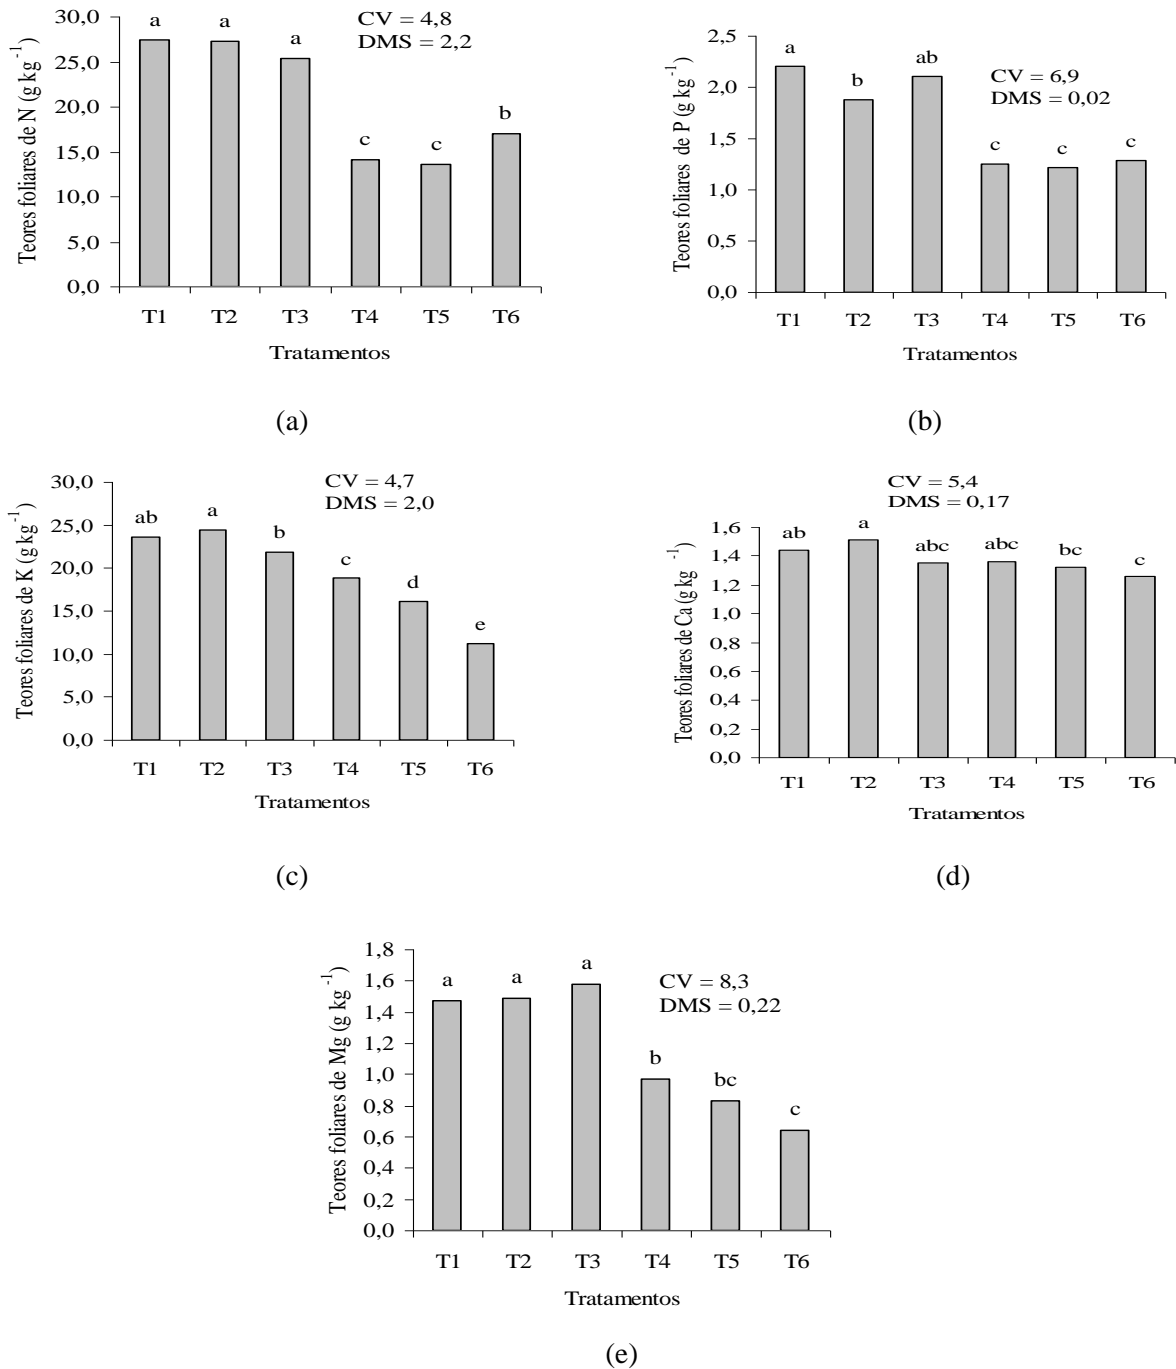 CV = 4,8
DMS = 2,2
Teores foliares de N (g kg -1)
30,0
25,0
20,0
15,0
10,0
5,0
0,0
a a a c c b
T1 T2 T3 T4 T5 T6
Tratamentos
(a)
CV = 6,9
DMS = 0,02
Teores foliares de P (g kg -1)
2,5
2,0
1,5
1,0
0,5
0,0
a b ab c c c
T1 T2 T3 T4 T5 T6
Tratamentos
(b)
CV = 4,7
DMS = 2,0
Teores foliares de K (g kg -1)
30,0
25,0
20,0
15,0
10,0
5,0
0,0
ab a b c d e
T1 T2 T3 T4 T5 T6
Tratamentos
(c)
CV = 5,4
DMS = 0,17
Teores foliares de Ca (g kg -1)
1,6
1,4
1,2
1,0
0,8
0,6
0,4
0,2
0,0
ab a abc abc bc c
T1 T2 T3 T4 T5 T6
Tratamentos
(d)
CV = 8,3
DMS = 0,22
Teores foliares de Mg (g kg -1)
1,8
1,6
1,4
1,2
1,0
0,8
0,6
0,4
0,2
0,0
a a a b bc c
T1 T2 T3 T4 T5 T6
Tratamentos
(e)